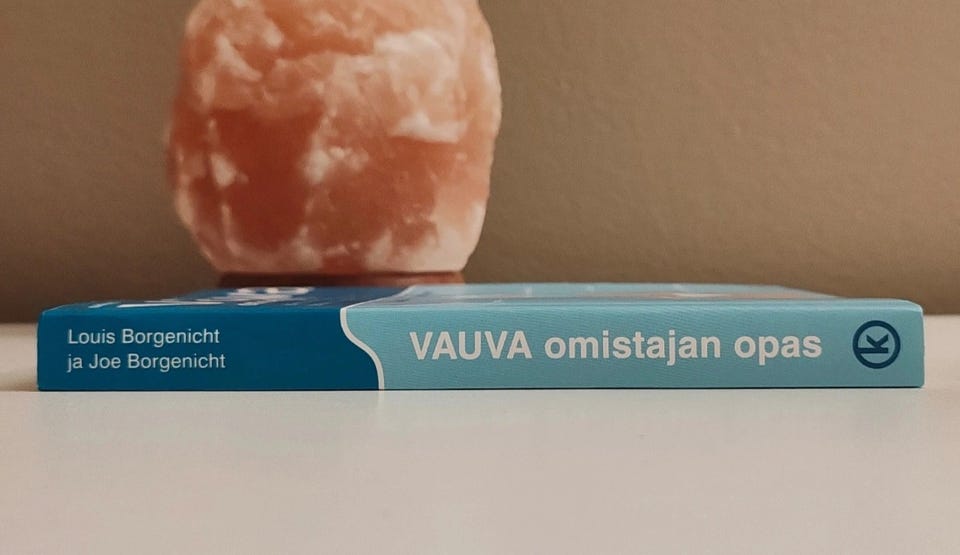 Louis Borgenicht
ja Joe Borgenicht
VAUVA omistajan opas
k